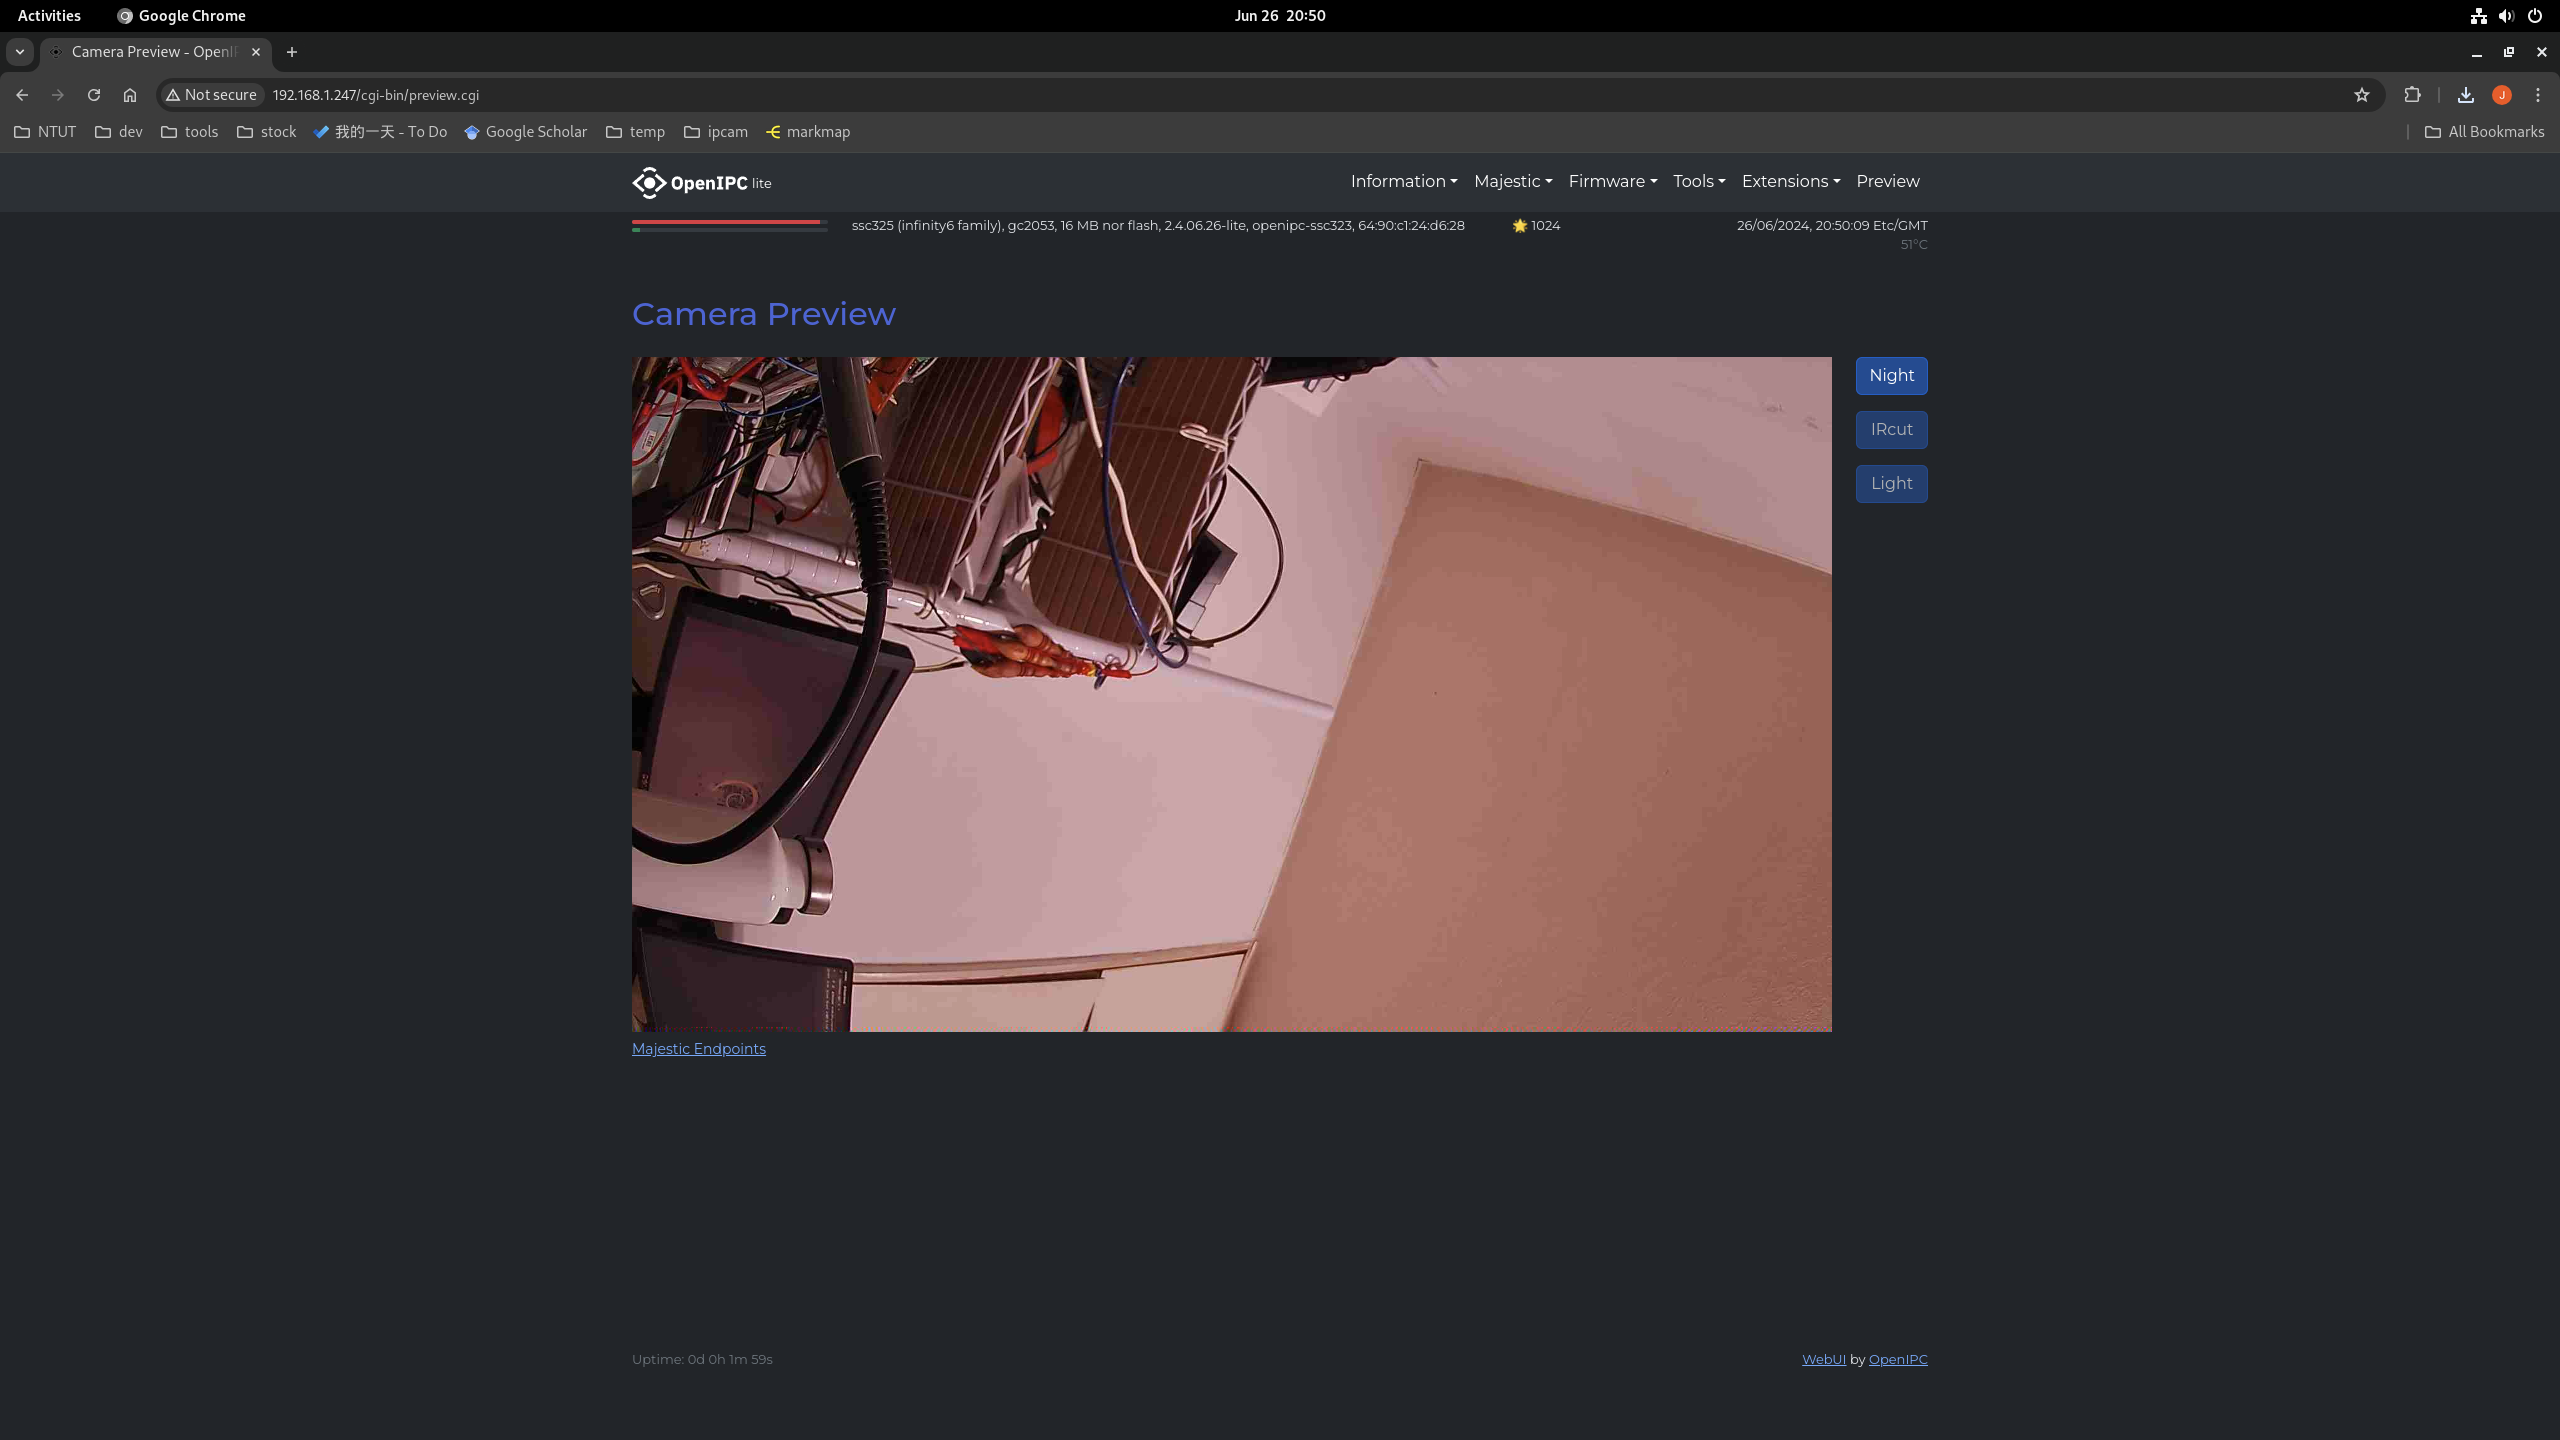 Activities Google Chrome Jun 26 20:50
Camera Preview - OpenI
Not secure 192.168.1.247/cgi-bin/preview.cgi
NTUT dev tools stock 我的一天 - To Do Google Scholar temp ipcam markmap All Bookmarks
OpenIPC lite Information Majestic Firmware Tools Extensions Preview
ssc325 (infinity6 family), gc2053, 16 MB nor flash, 2.4.06.26-lite, openipc-ssc323, 64:90:c1:24:d6:28 🌟 1024 26/06/2024, 20:50:09 Etc/GMT
51°C
Camera Preview
Night
IRcut
Light
Majestic Endpoints
Uptime: 0d 0h 1m 59s WebUI by OpenIPC